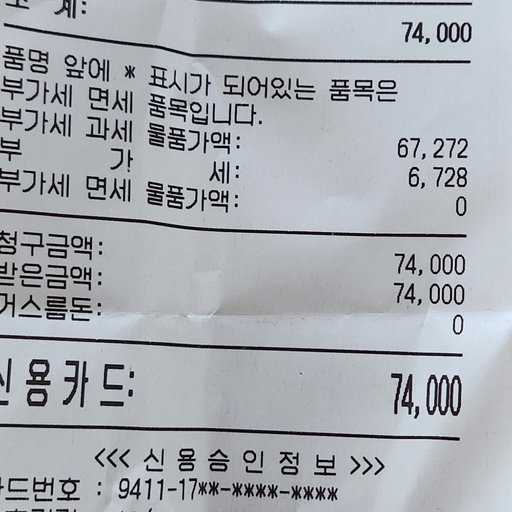 계: 74,000
품명 앞에 * 표시가 되어있는 품목은
부가세 면세 품목입니다.
부가세 과세 물품가액: 67,272
부 가 세: 6,728
부가세 면세 물품가액: 0
청구금액: 74,000
받은금액: 74,000
거스름돈: 0
신용카드: 74,000
<<< 신 용 승 인 정 보 >>>
카드번호 : 9411-17**-****-****